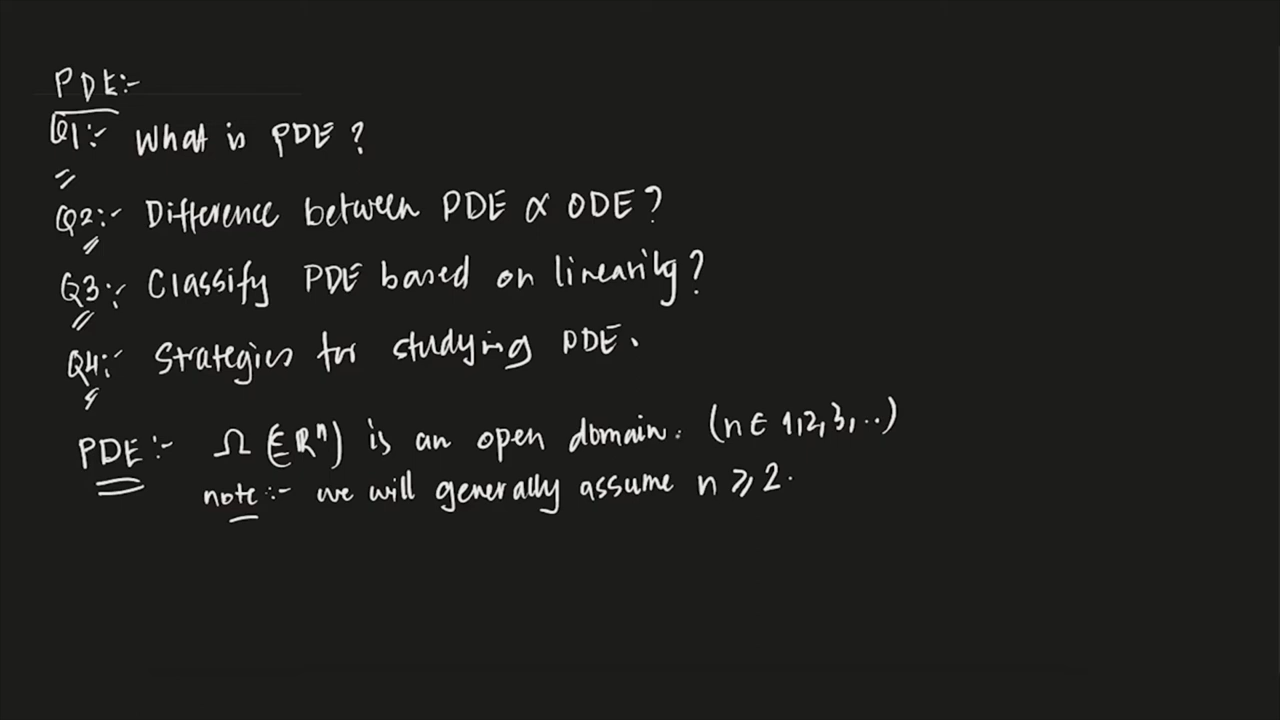 PDE:-
Q1:- What is PDE?
Q2:- Difference between PDE & ODE?
Q3:- Classify PDE based on linearity?
Q4:- Strategies for studying PDE.
PDE:- Ω (∈ ℝⁿ) is an open domain. (n ∈ 1,2,3,..)
note:- we will generally assume n ⩾ 2.